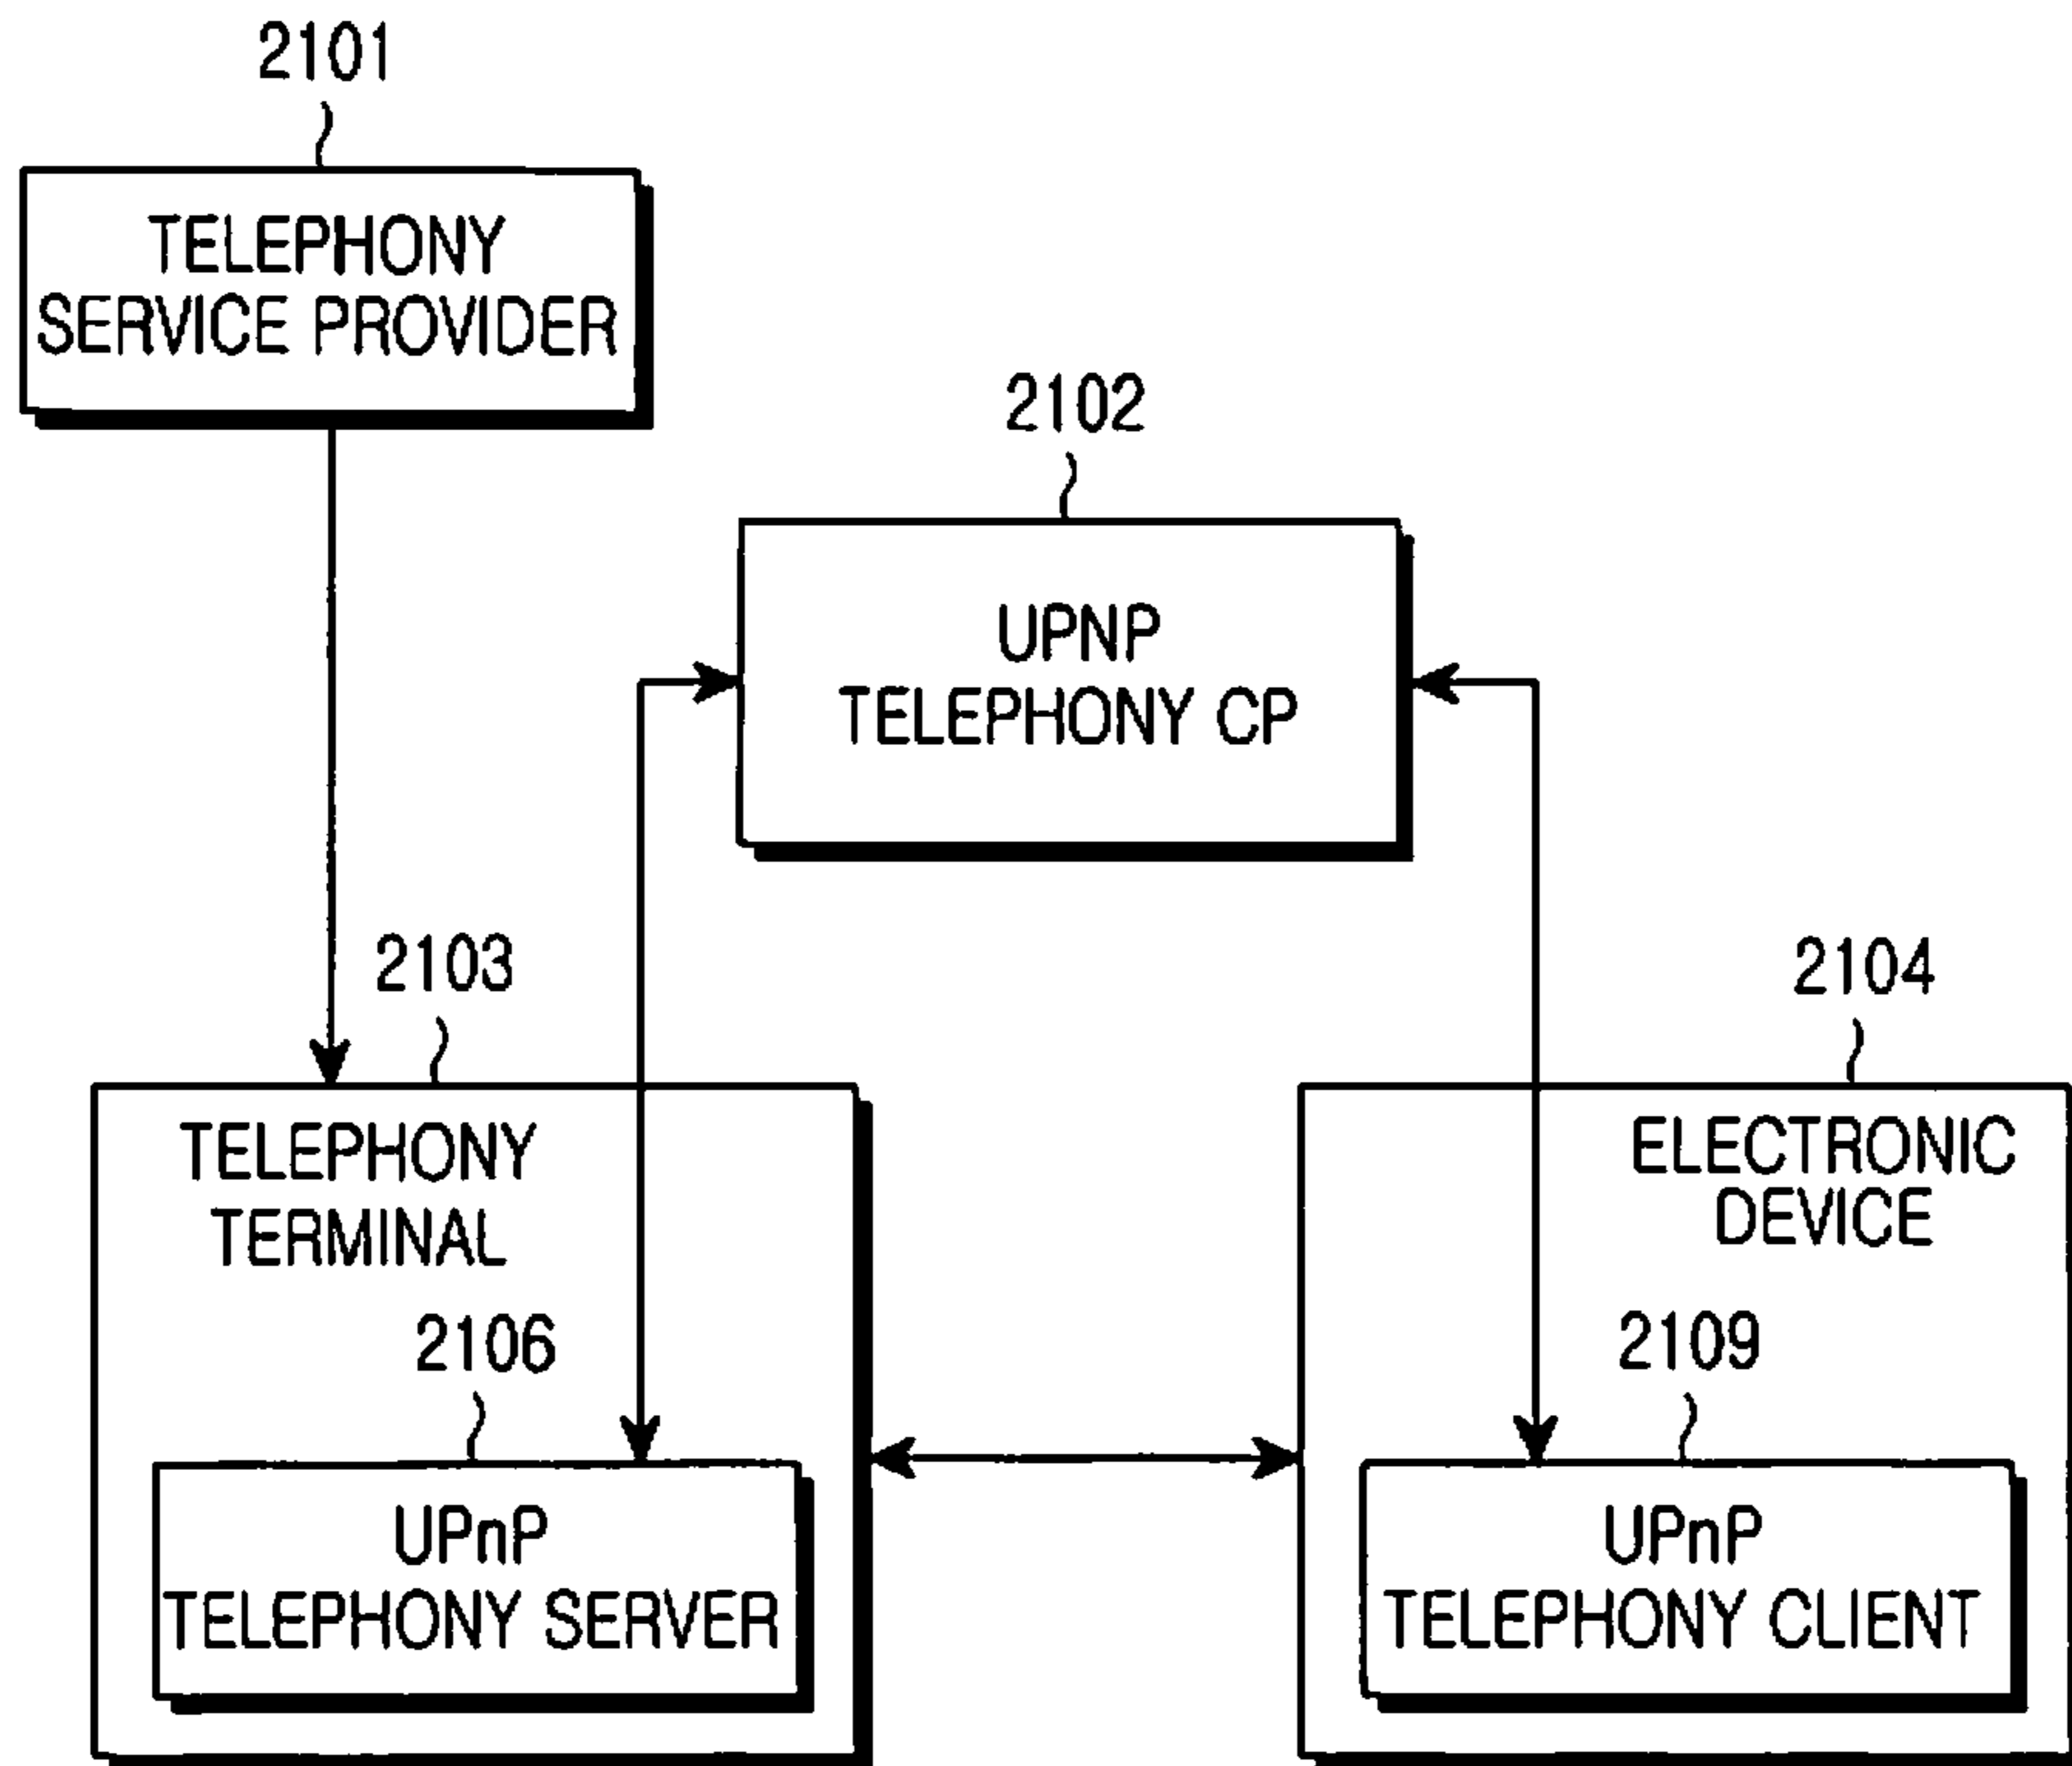 2101
TELEPHONY
SERVICE PROVIDER
2102
UPNP
TELEPHONY CP
2103
TELEPHONY
TERMINAL
2106
UPnP
TELEPHONY SERVER
2104
ELECTRONIC
DEVICE
2109
UPnP
TELEPHONY CLIENT